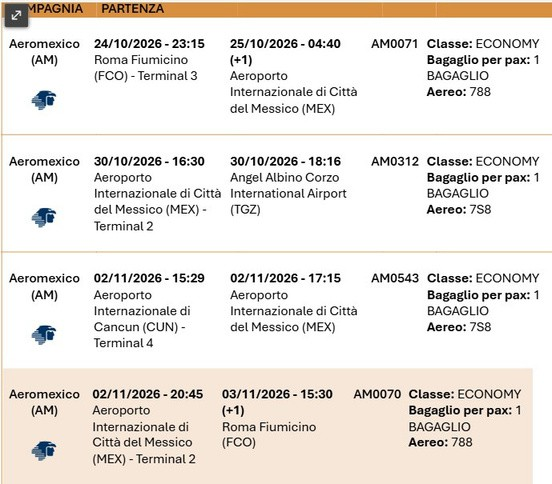 MPAGNIA PARTENZA
Aeromexico
(AM)
24/10/2026 - 23:15
Roma Fiumicino
(FCO) - Terminal 3
25/10/2026 - 04:40
(+1)
Aeroporto
Internazionale di Città
del Messico (MEX)
AM0071
Classe: ECONOMY
Bagaglio per pax: 1
BAGAGLIO
Aereo: 788
Aeromexico
(AM)
30/10/2026 - 16:30
Aeroporto
Internazionale di Città
del Messico (MEX) -
Terminal 2
30/10/2026 - 18:16
Angel Albino Corzo
International Airport
(TGZ)
AM0312
Classe: ECONOMY
Bagaglio per pax: 1
BAGAGLIO
Aereo: 7S8
Aeromexico
(AM)
02/11/2026 - 15:29
Aeroporto
Internazionale di
Cancun (CUN) -
Terminal 4
02/11/2026 - 17:15
Aeroporto
Internazionale di Città
del Messico (MEX)
AM0543
Classe: ECONOMY
Bagaglio per pax: 1
BAGAGLIO
Aereo: 7S8
Aeromexico
(AM)
02/11/2026 - 20:45
Aeroporto
Internazionale di
Città del Messico
(MEX) - Terminal 2
03/11/2026 - 15:30
(+1)
Roma Fiumicino
(FCO)
AM0070
Classe: ECONOMY
Bagaglio per pax: 1
BAGAGLIO
Aereo: 788